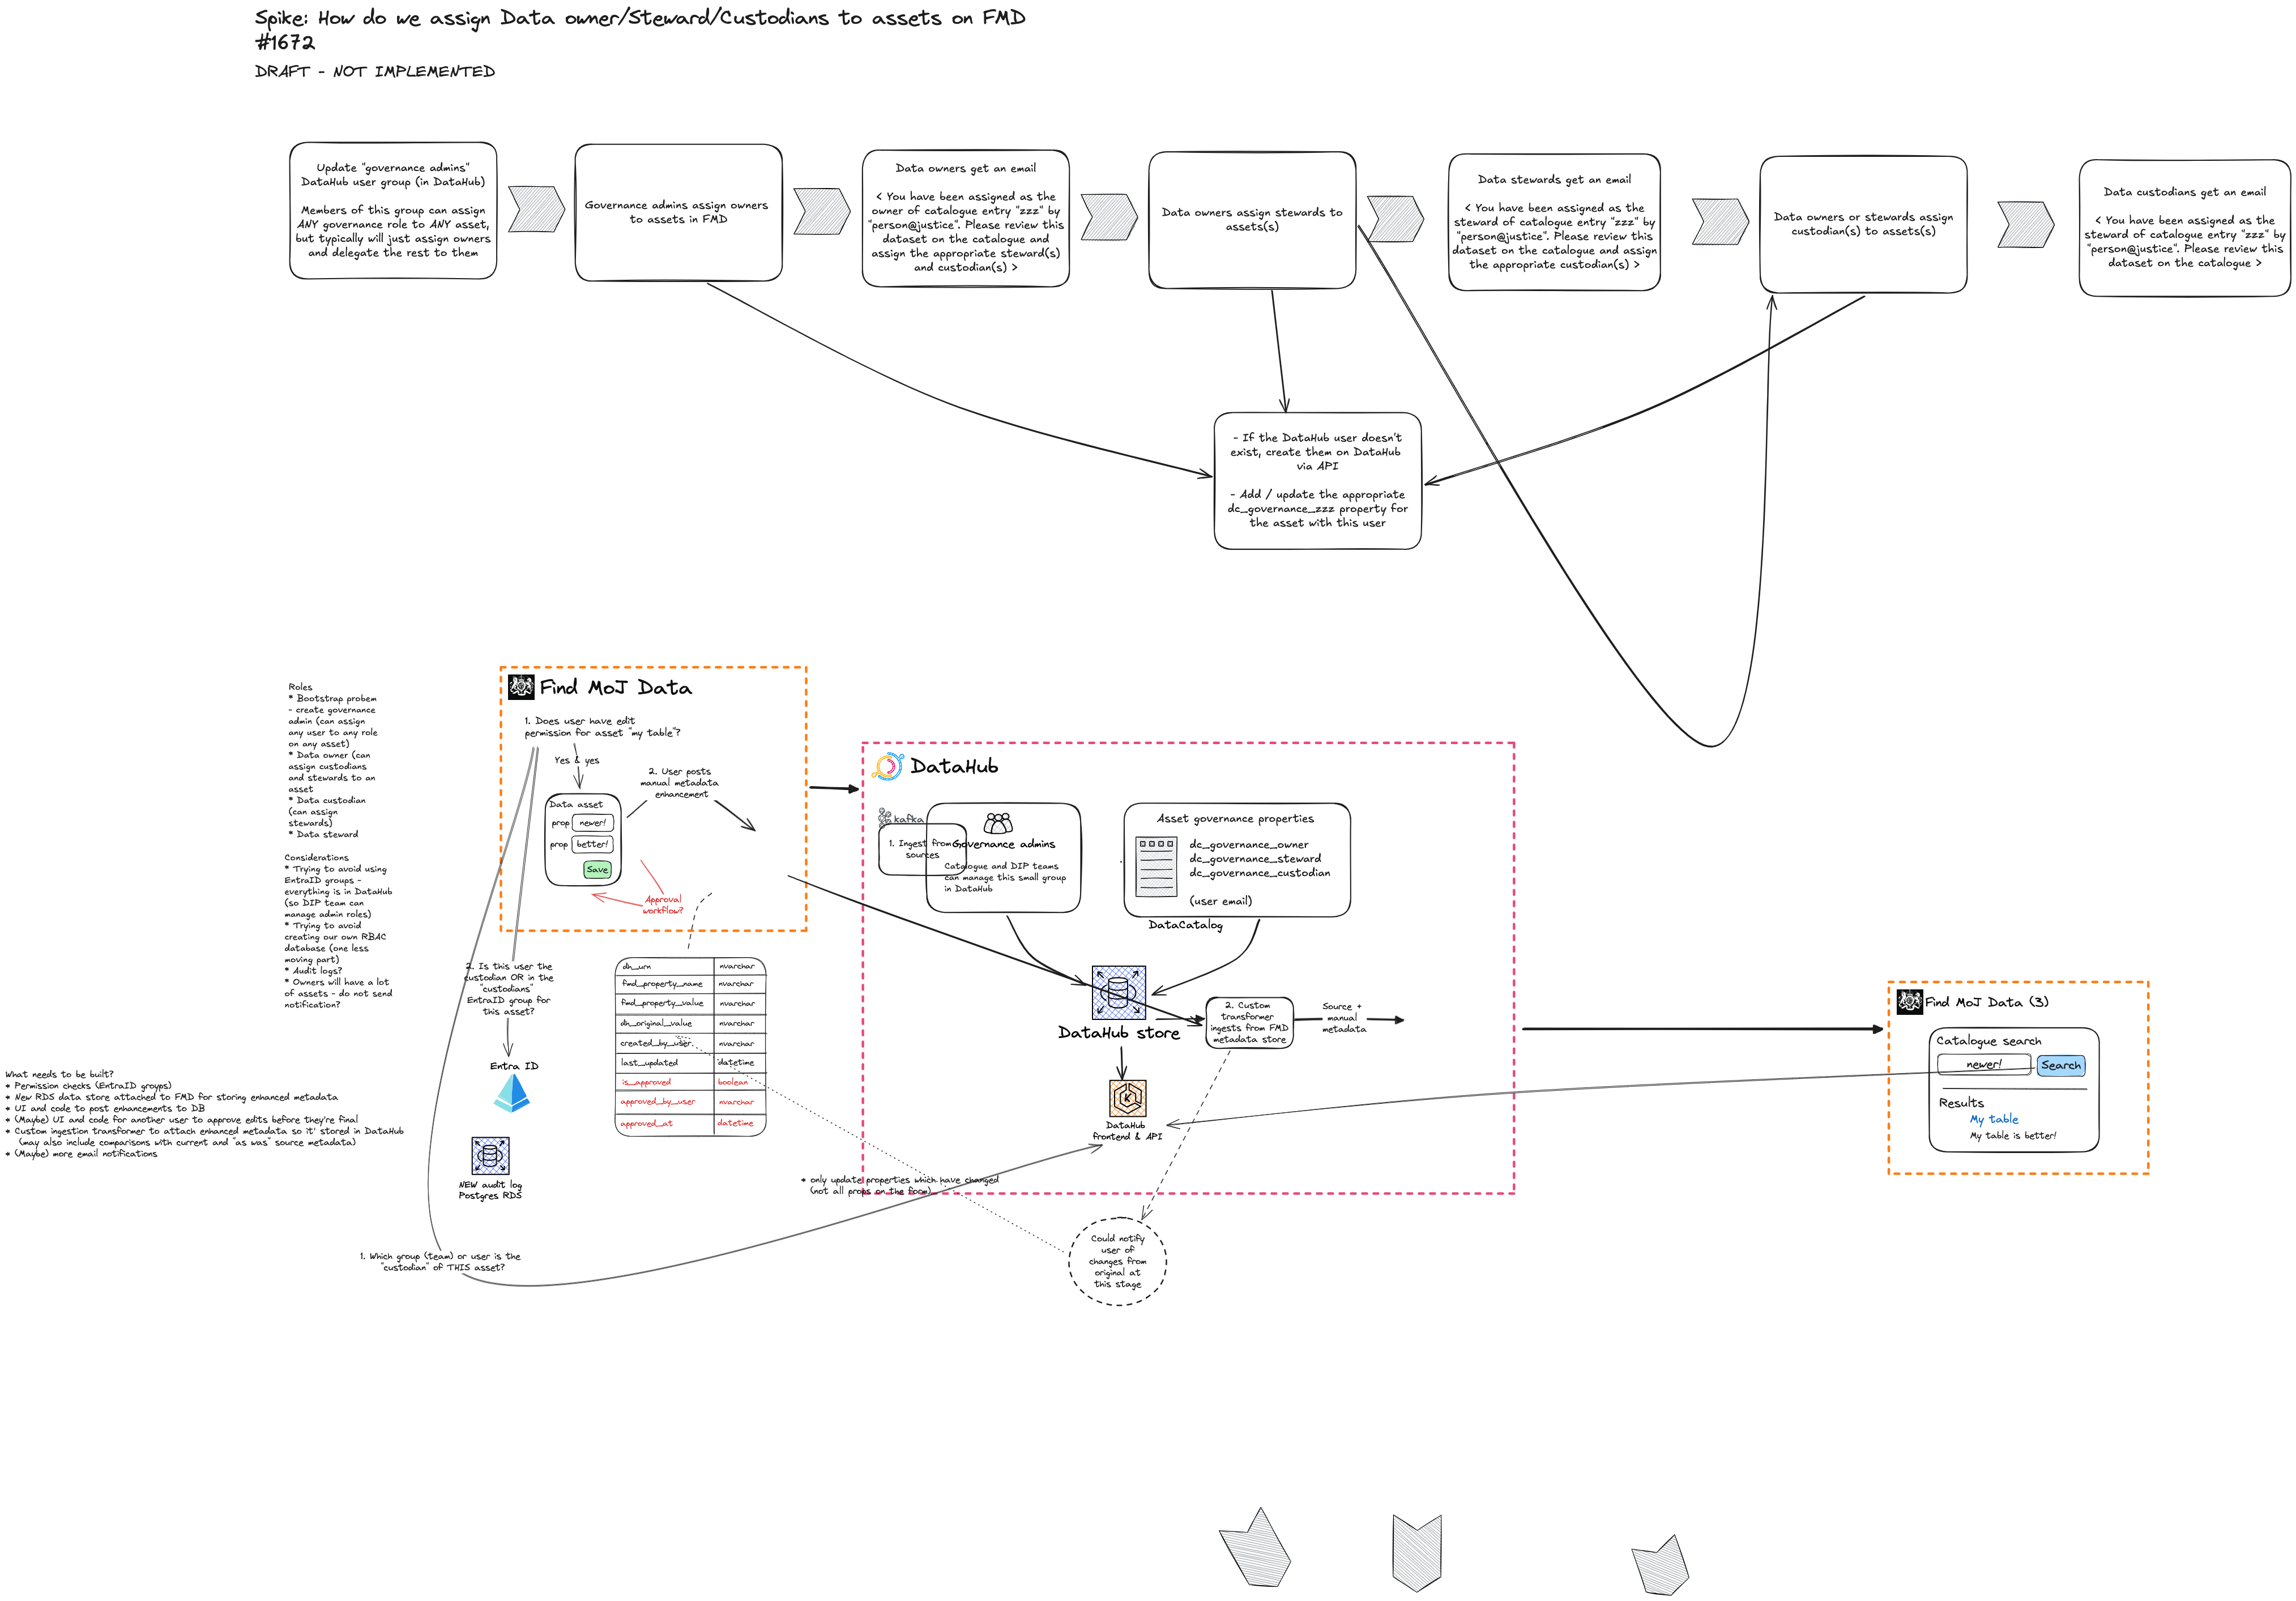 Spike: How do we assign Data owner/Steward/Custodians to assets on FMD
#1672
DRAFT - NOT IMPLEMENTED
Update "governance admins"
DataHub user group (in DataHub)
Members of this group can assign
ANY governance role to ANY asset,
but typically will just assign owners
and delegate the rest to them
Governance admins assign owners
to assets in FMD
Data owners get an email
< You have been assigned as the
owner of catalogue entry "zzz" by
"person@justice". Please review this
dataset on the catalogue and
assign the appropriate steward(s)
and custodian(s) >
Data owners assign stewards to
assets(s)
Data stewards get an email
< You have been assigned as the
steward of catalogue entry "zzz" by
"person@justice". Please review this
dataset on the catalogue and assign
the appropriate custodian(s) >
Data owners or stewards assign
custodian(s) to assets(s)
Data custodians get an email
< You have been assigned as the
steward of catalogue entry "zzz" by
"person@justice". Please review this
dataset on the catalogue >
- If the DataHub user doesn't
exist, create them on DataHub
via API
- Add / update the appropriate
dc_governance_zzz property for
the asset with this user
Roles
* Bootstrap probem
- create governance
admin (can assign
any user to any role
on any asset)
* Data owner (can
assign custodians
and stewards to an
asset
* Data custodian
(can assign
stewards)
* Data steward
Considerations
* Trying to avoid using
EntraID groups -
everything is in DataHub
(so DIP team can
manage admin roles)
* Trying to avoid
creating our own RBAC
database (one less
moving part)
* Audit logs?
* Owners will have a lot
of assets - do not send
notification?
What needs to be built?
* Permission checks (EntraID groyps)
* New RDS data store attached to FMD for storing enhanced metadata
* UI and code to post enhancements to DB
* (Maybe) UI and code for another user to approve edits before they're final
* Custom ingestion transformer to attach enhanced metadata so it' stored in DataHub
(may also include comparisons with current and "as was" source metadata)
* (Maybe) more email notifications
Find MoJ Data
1. Does user have edit
permission for asset "my table"?
Yes & yes
Data asset
prop newer!
prop better!
Save
2. User posts
manual metadata
enhancement
Approval
workflow?
2. Is this user the
custodian OR in the
"custodians"
EntraID group for
this asset?
Entra ID
NEW audit log
Postgres RDS
1. Which group (team) or user is the
"custodian" of THIS asset?
dh_urn nvarchar
fmd_property_name nvarchar
fmd_property_value nvarchar
dh_original_value nvarchar
created_by_user nvarchar
last_updated datetime
is_approved boolean
approved_by_user nvarchar
approved_at datetime
* only update properties which have changed
(not all props on the foom)
DataHub
kafka
1. Ingest from
sources
Governance admins
Catalogue and DIP teams
can manage this small group
in DataHub
Asset governance properties
dc_governance_owner
dc_governance_steward
dc_governance_custodian
(user email)
DataCatalog
DataHub store
2. Custom
transformer
ingests from FMD
metadata store
Source +
manual
metadata
DataHub
frontend & API
Could notify
user of
changes from
original at
this stage
Find MoJ Data (3)
Catalogue search
newer!
Search
Results
My table
My table is better!